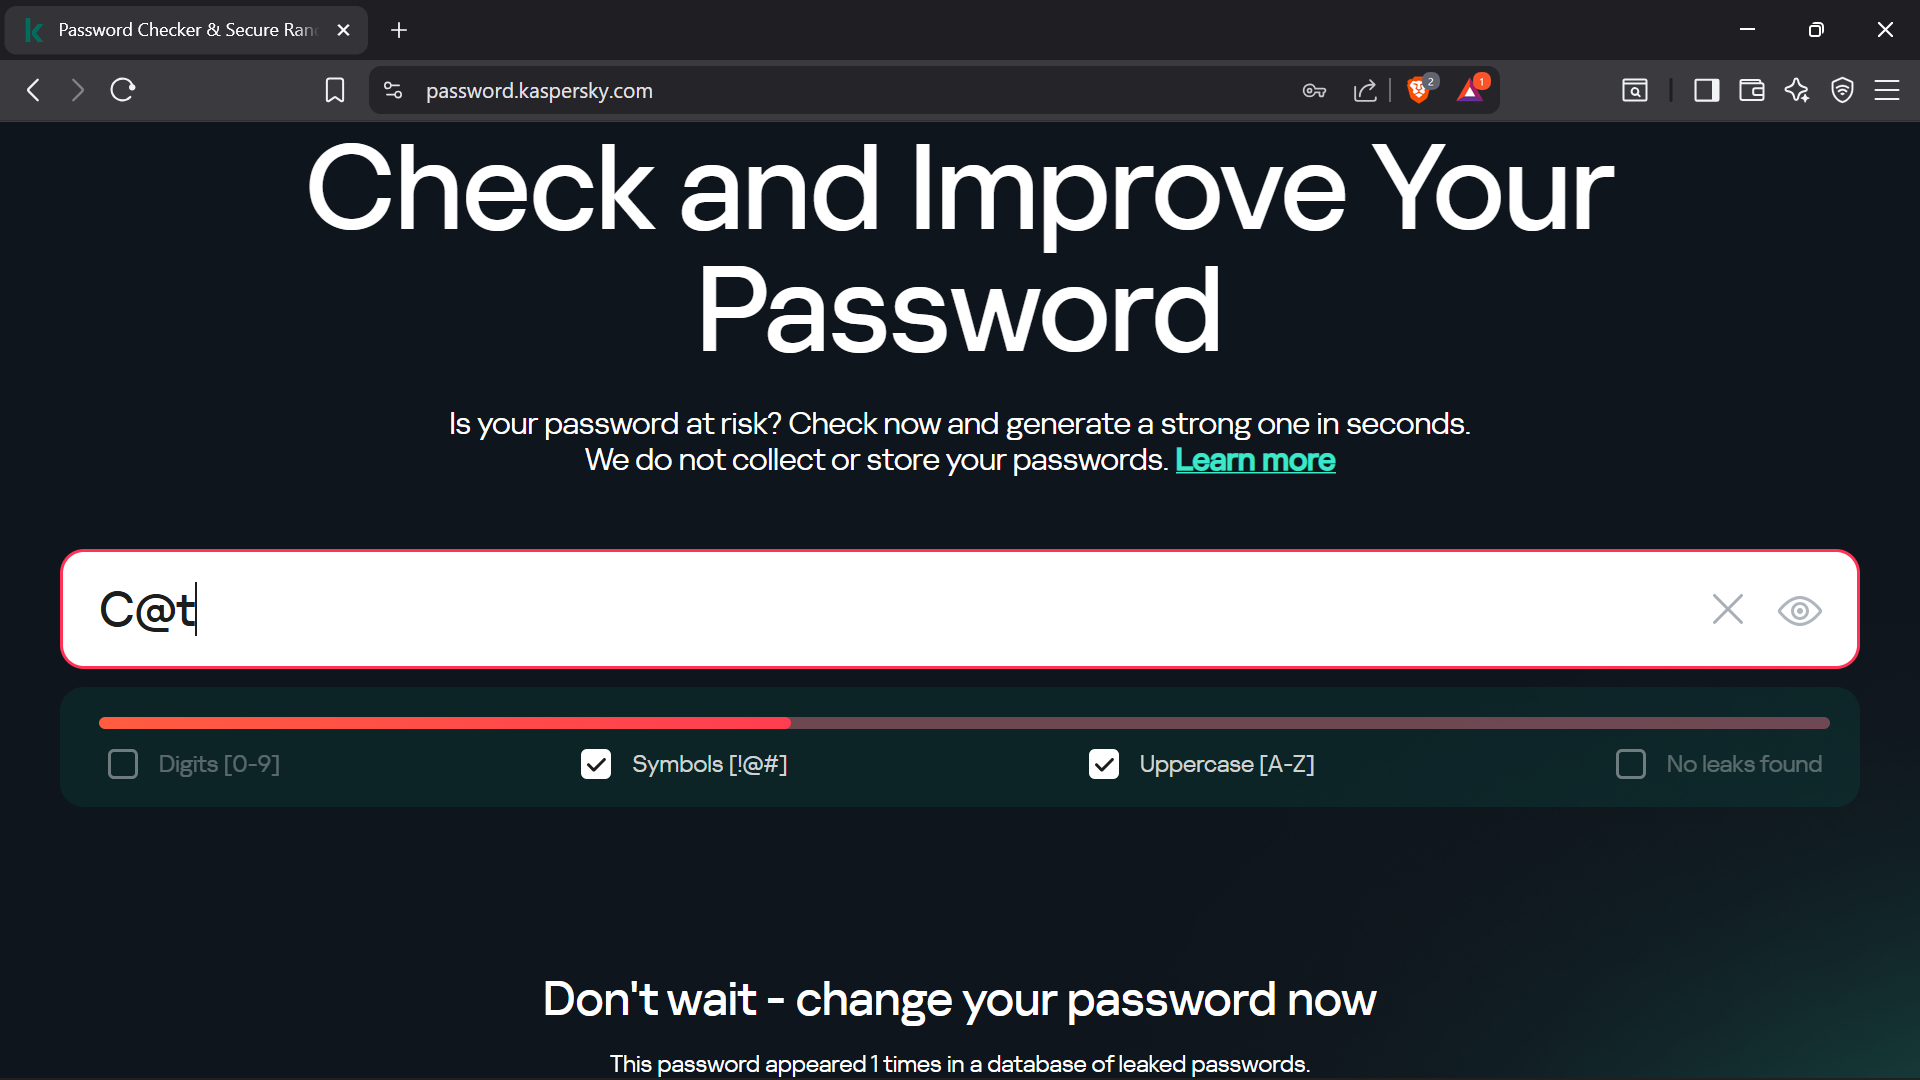 Password Checker & Secure Ran
password.kaspersky.com
2
1
Check and Improve Your
Password
Is your password at risk? Check now and generate a strong one in seconds.
We do not collect or store your passwords. Learn more
C@t
Digits [0-9]
Symbols [!@#]
Uppercase [A-Z]
No leaks found
Don't wait - change your password now
This password appeared 1 times in a database of leaked passwords.